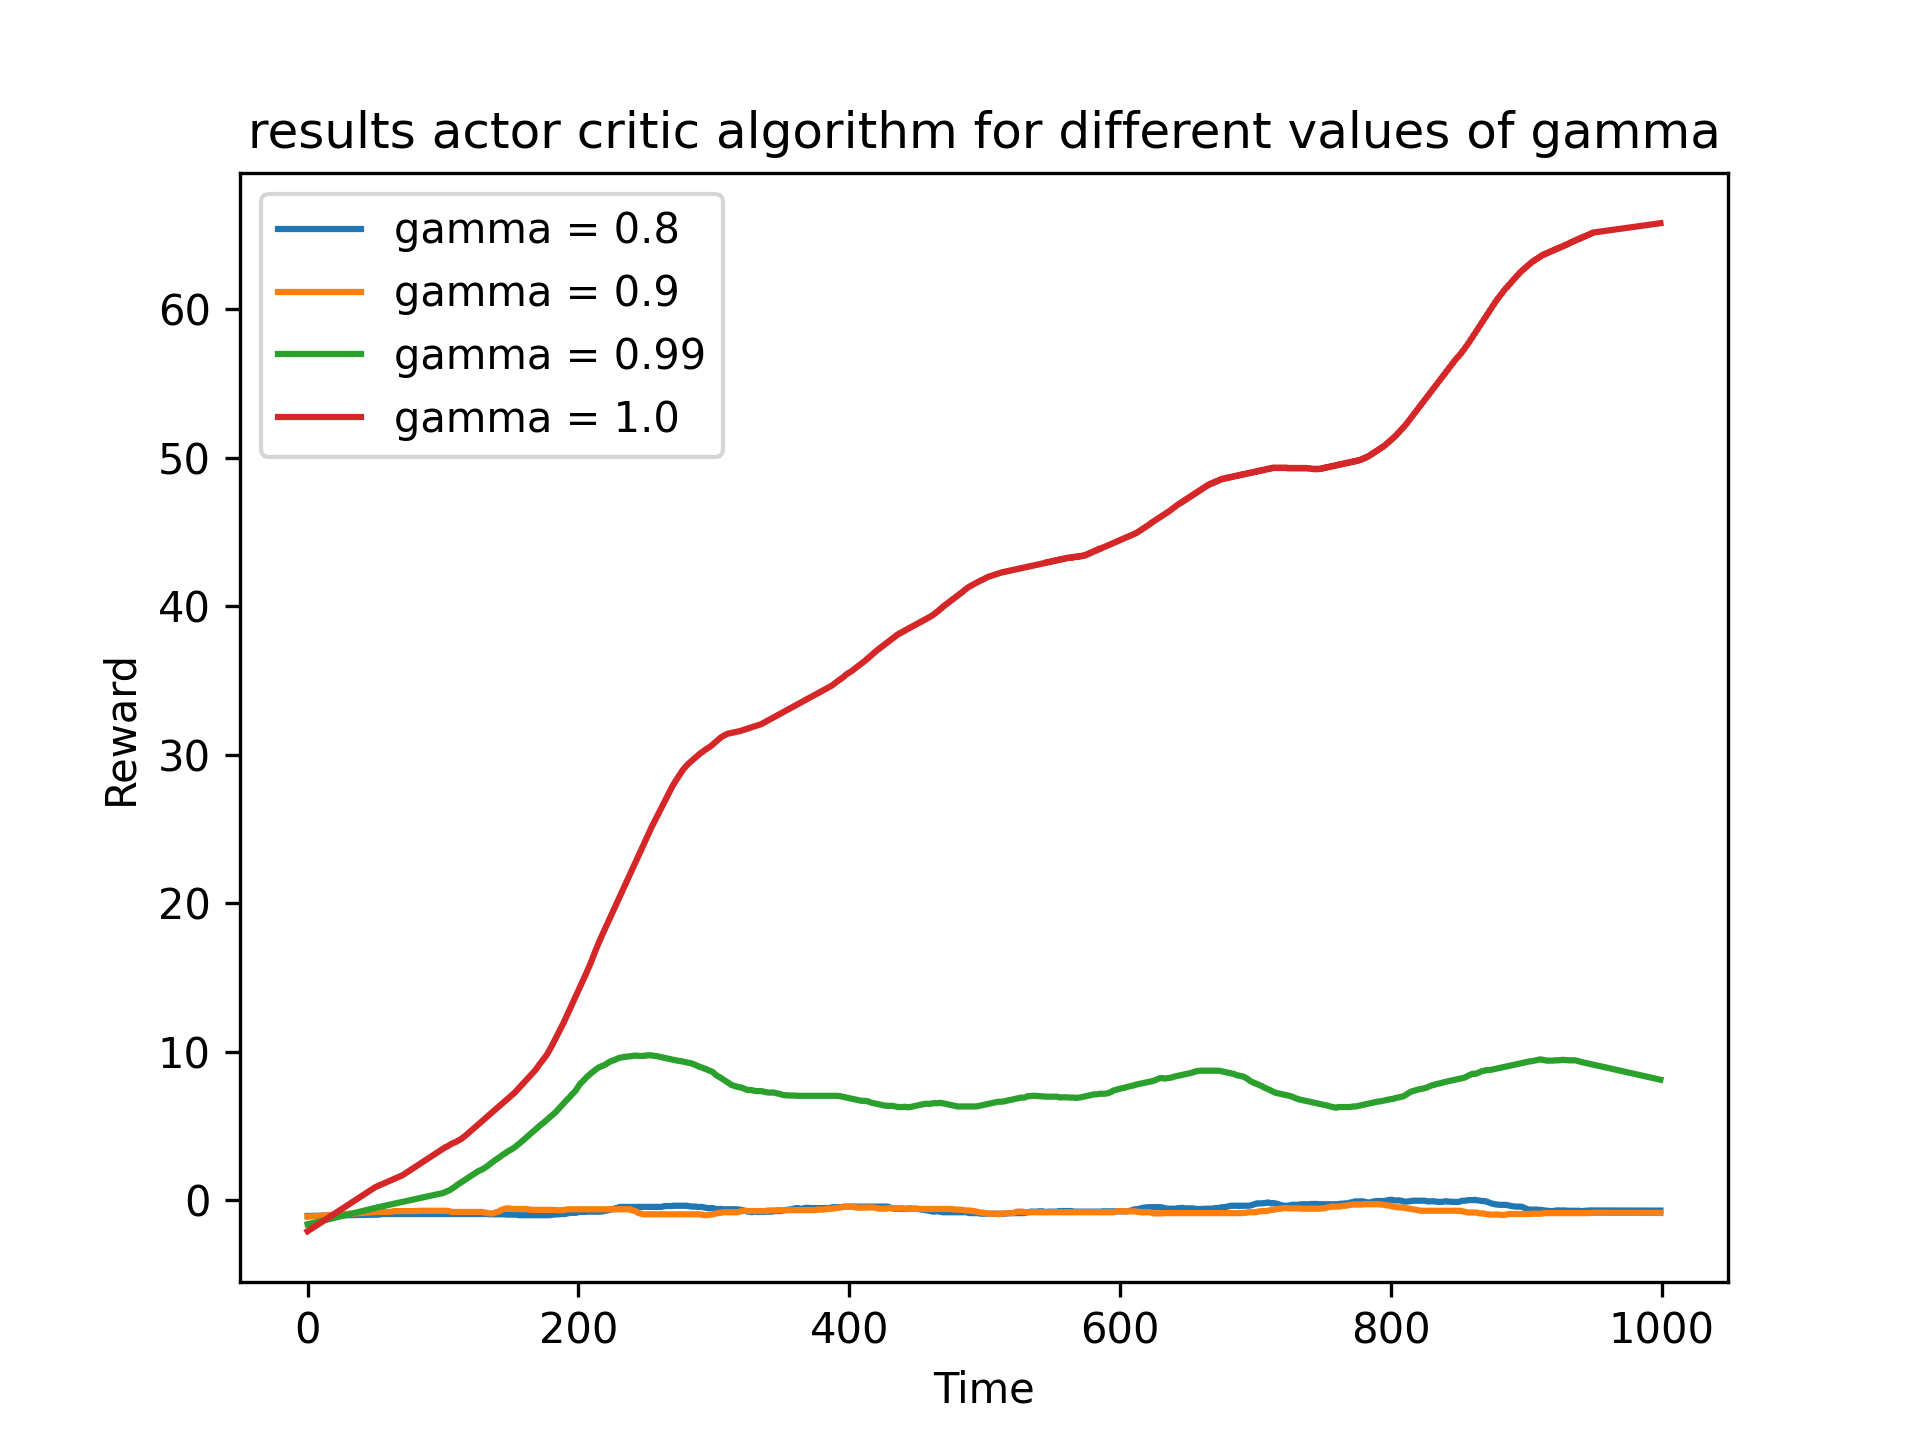 results actor critic algorithm for different values of gamma
gamma = 0.8
gamma = 0.9
gamma = 0.99
gamma = 1.0
60
50
40
30
20
10
0
Reward
0 200 400 600 800 1000
Time